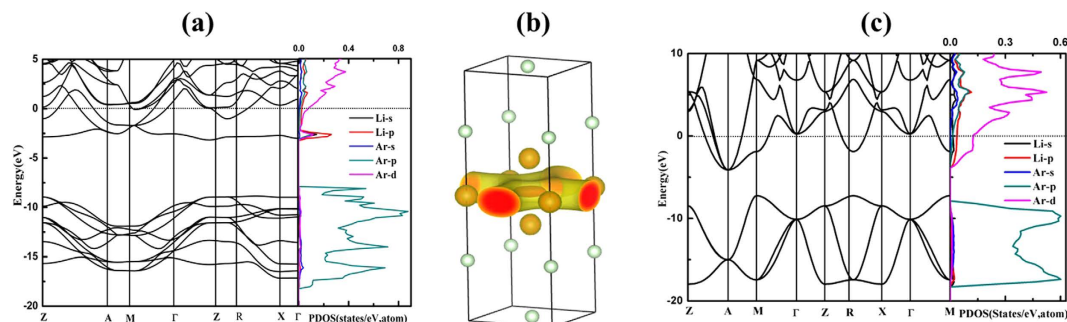 (a)
(b)
(c)
0.0 0.4 0.8
5
0
-5
-10
-15
-20
Energy(eV)
Li-s
Li-p
Ar-s
Ar-p
Ar-d
Z A M Γ Z R X Γ
PDOS(states/eV,atom)
0.0 0.3 0.6
10
0
-10
-20
Energy(eV)
Li-s
Li-p
Ar-s
Ar-p
Ar-d
Z A M Γ Z R X Γ M
PDOS(States/eV,atom)